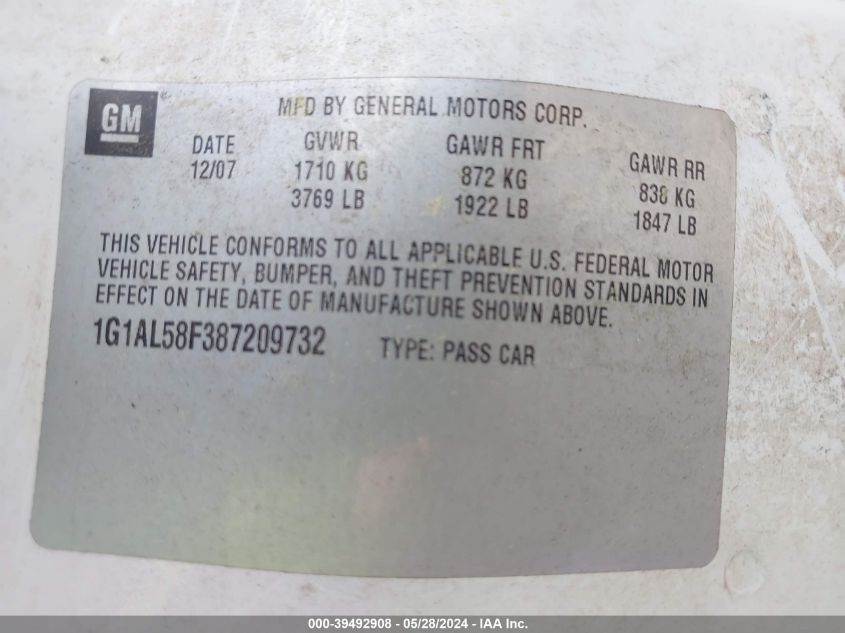 GM
MFD BY GENERAL MOTORS CORP.
DATE GVWR GAWR FRT GAWR RR
12/07 1710 KG 872 KG 838 KG
3769 LB 1922 LB 1847 LB
THIS VEHICLE CONFORMS TO ALL APPLICABLE U.S. FEDERAL MOTOR
VEHICLE SAFETY, BUMPER, AND THEFT PREVENTION STANDARDS IN
EFFECT ON THE DATE OF MANUFACTURE SHOWN ABOVE.
1G1AL58F387209732 TYPE: PASS CAR
000-39492908 - 05/28/2024 - IAA Inc.